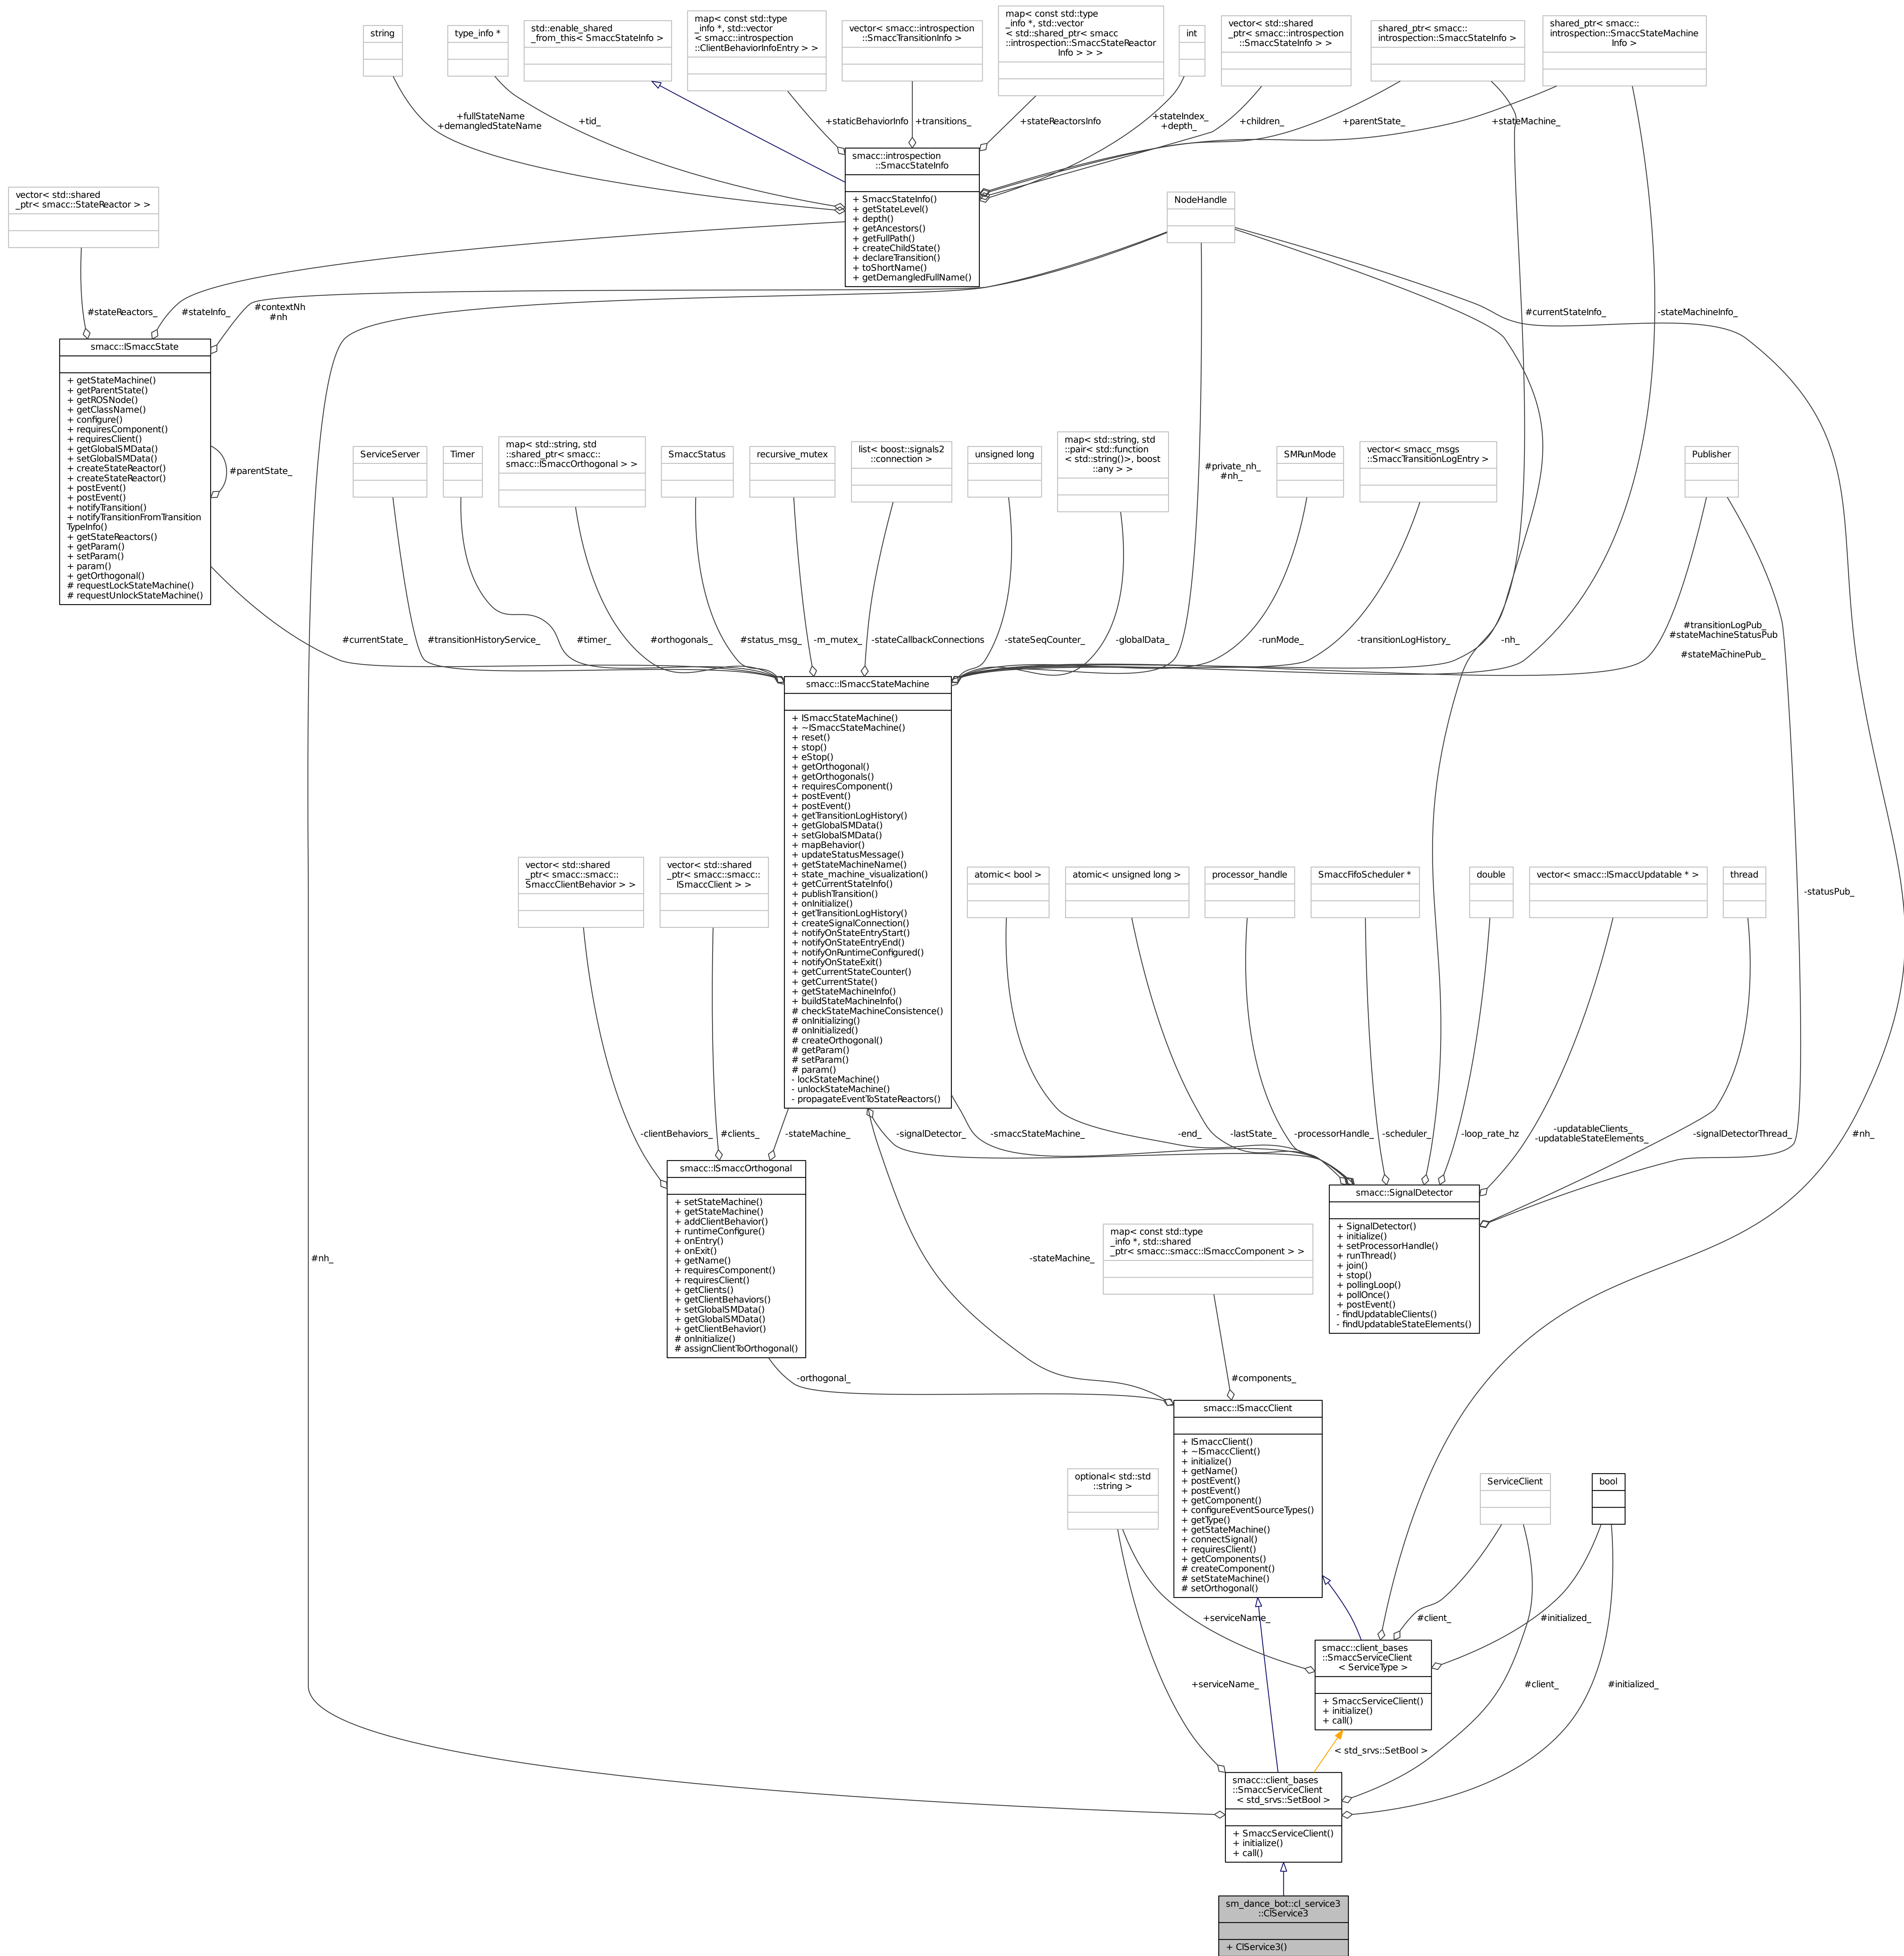 string
type_info *
std::enable_shared
_from_this< SmaccStateInfo >
map< const std::type
_info *, std::vector
< smacc::introspection
::ClientBehaviorInfoEntry > >
vector< smacc::introspection
::SmaccTransitionInfo >
map< const std::type
_info *, std::vector
< std::shared_ptr< smacc
::introspection::SmaccStateReactor
Info > > >
int
vector< std::shared
_ptr< smacc::introspection
::SmaccStateInfo > >
shared_ptr< smacc::
introspection::SmaccStateInfo >
shared_ptr< smacc::
introspection::SmaccStateMachine
Info >
+fullStateName
+demangledStateName
+tid_
+staticBehaviorInfo
+transitions_
+stateReactorsInfo
+stateIndex_
+depth_
+children_
+parentState_
+stateMachine_
smacc::introspection
::SmaccStateInfo
+ SmaccStateInfo()
+ getStateLevel()
+ depth()
+ getAncestors()
+ getFullPath()
+ createChildState()
+ declareTransition()
+ toShortName()
+ getDemangledFullName()
vector< std::shared
_ptr< smacc::StateReactor > >
NodeHandle
#stateReactors_
#stateInfo_
#contextNh
#nh
#currentStateInfo_
-stateMachineInfo_
smacc::ISmaccState
+ getStateMachine()
+ getParentState()
+ getROSNode()
+ getClassName()
+ configure()
+ requiresComponent()
+ requiresClient()
+ getGlobalSMData()
+ setGlobalSMData()
+ createStateReactor()
+ createStateReactor()
+ postEvent()
+ postEvent()
+ notifyTransition()
+ notifyTransitionFromTransition
TypeInfo()
+ getStateReactors()
+ getParam()
+ setParam()
+ param()
+ getOrthogonal()
# requestLockStateMachine()
# requestUnlockStateMachine()
#parentState_
ServiceServer
Timer
map< std::string, std
::shared_ptr< smacc::
smacc::ISmaccOrthogonal > >
SmaccStatus
recursive_mutex
list< boost::signals2
::connection >
unsigned long
map< std::string, std
::pair< std::function
< std::string()>, boost
::any > >
#private_nh_
#nh_
SMRunMode
vector< smacc_msgs
::SmaccTransitionLogEntry >
Publisher
#currentState_
#transitionHistoryService_
#timer_
#orthogonals_
#status_msg_
-m_mutex_
-stateCallbackConnections
-stateSeqCounter_
-globalData_
-runMode_
-transitionLogHistory_
-nh_
#transitionLogPub_
#stateMachineStatusPub
_
#stateMachinePub_
smacc::ISmaccStateMachine
+ ISmaccStateMachine()
+ ~ISmaccStateMachine()
+ reset()
+ stop()
+ eStop()
+ getOrthogonal()
+ getOrthogonals()
+ requiresComponent()
+ postEvent()
+ postEvent()
+ getTransitionLogHistory()
+ getGlobalSMData()
+ setGlobalSMData()
+ mapBehavior()
+ updateStatusMessage()
+ getStateMachineName()
+ state_machine_visualization()
+ getCurrentStateInfo()
+ publishTransition()
+ onInitialize()
+ getTransitionLogHistory()
+ createSignalConnection()
+ notifyOnStateEntryStart()
+ notifyOnStateEntryEnd()
+ notifyOnRuntimeConfigured()
+ notifyOnStateExit()
+ getCurrentStateCounter()
+ getCurrentState()
+ getStateMachineInfo()
+ buildStateMachineInfo()
# checkStateMachineConsistence()
# onInitializing()
# onInitialized()
# createOrthogonal()
# getParam()
# setParam()
# param()
- lockStateMachine()
- unlockStateMachine()
- propagateEventToStateReactors()
vector< std::shared
_ptr< smacc::smacc::
SmaccClientBehavior > >
vector< std::shared
_ptr< smacc::smacc::
ISmaccClient > >
atomic< bool >
atomic< unsigned long >
processor_handle
SmaccFifoScheduler *
double
vector< smacc::ISmaccUpdatable * >
thread
-statusPub_
-clientBehaviors_
#clients_
-stateMachine_
-signalDetector_
-smaccStateMachine_
-end_
-lastState_
-processorHandle_
-scheduler_
-loop_rate_hz
-updatableClients_
-updatableStateElements_
-signalDetectorThread_
#nh_
smacc::ISmaccOrthogonal
+ setStateMachine()
+ getStateMachine()
+ addClientBehavior()
+ runtimeConfigure()
+ onEntry()
+ onExit()
+ getName()
+ requiresComponent()
+ requiresClient()
+ getClients()
+ getClientBehaviors()
+ setGlobalSMData()
+ getGlobalSMData()
+ getClientBehavior()
# onInitialize()
# assignClientToOrthogonal()
smacc::SignalDetector
+ SignalDetector()
+ initialize()
+ setProcessorHandle()
+ runThread()
+ join()
+ stop()
+ pollingLoop()
+ pollOnce()
+ postEvent()
- findUpdatableClients()
- findUpdatableStateElements()
#nh_
-stateMachine_
map< const std::type
_info *, std::shared
_ptr< smacc::smacc::ISmaccComponent > >
-orthogonal_
#components_
smacc::ISmaccClient
+ ISmaccClient()
+ ~ISmaccClient()
+ initialize()
+ getName()
+ postEvent()
+ postEvent()
+ getComponent()
+ configureEventSourceTypes()
+ getType()
+ getStateMachine()
+ connectSignal()
+ requiresClient()
+ getComponents()
# createComponent()
# setStateMachine()
# setOrthogonal()
optional< std::std
::string >
ServiceClient
bool
+serviceName_
#client_
#initialized_
smacc::client_bases
::SmaccServiceClient
< ServiceType >
+ SmaccServiceClient()
+ initialize()
+ call()
+serviceName_
#client_
#initialized_
< std_srvs::SetBool >
smacc::client_bases
::SmaccServiceClient
< std_srvs::SetBool >
+ SmaccServiceClient()
+ initialize()
+ call()
sm_dance_bot::cl_service3
::ClService3
+ ClService3()